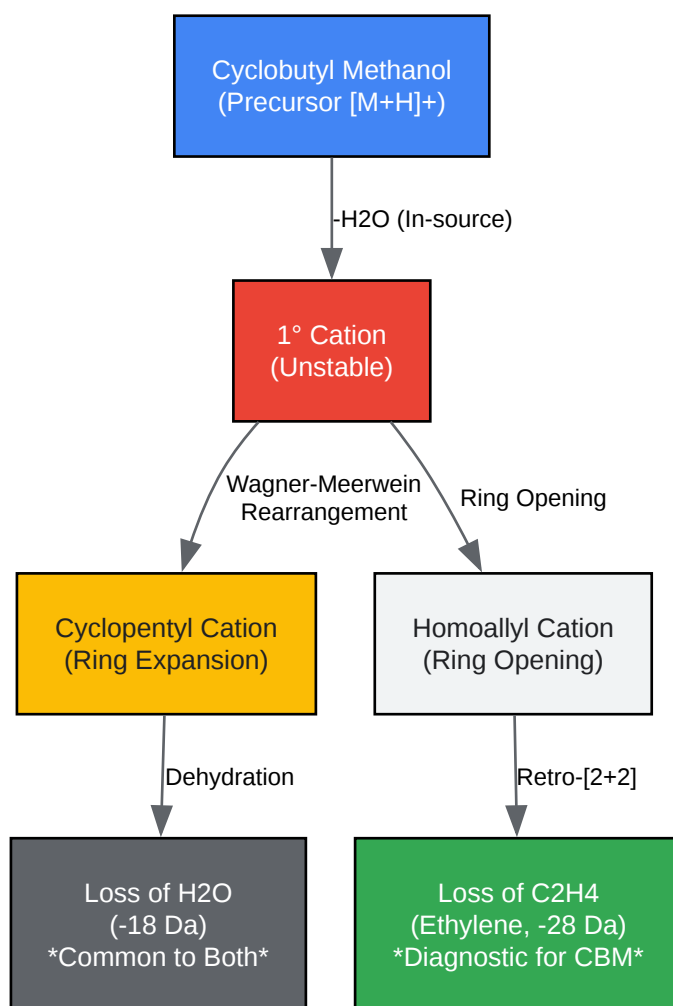 Cyclobutyl Methanol
(Precursor [M+H]+)
-H2O (In-source)
1° Cation
(Unstable)
Wagner-Meerwein
Rearrangement
Ring Opening
Cyclopentyl Cation
(Ring Expansion)
Homoallyl Cation
(Ring Opening)
Dehydration
Retro-[2+2]
Loss of H2O
(-18 Da)
*Common to Both*
Loss of C2H4
(Ethylene, -28 Da)
*Diagnostic for CBM*